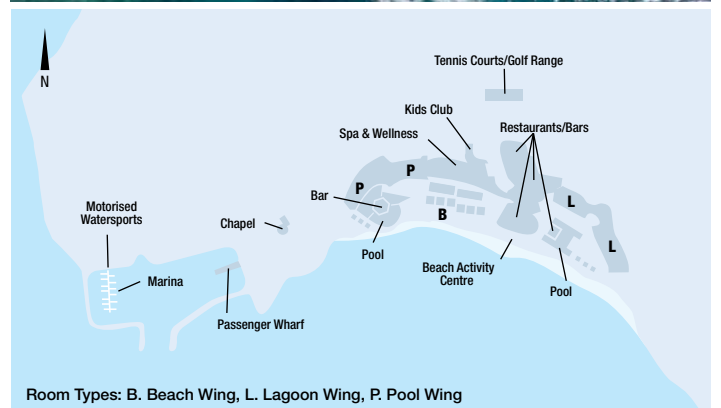 Tennis Courts/Golf Range
N
Kids Club
Restaurants/Bars
Spa & Wellness
P
P
L
Bar
Motorised
Watersports
B
Chapel
L
Pool
Beach Activity
Centre
Marina
Pool
Passenger Wharf
Room Types: B. Beach Wing, L. Lagoon Wing, P. Pool Wing